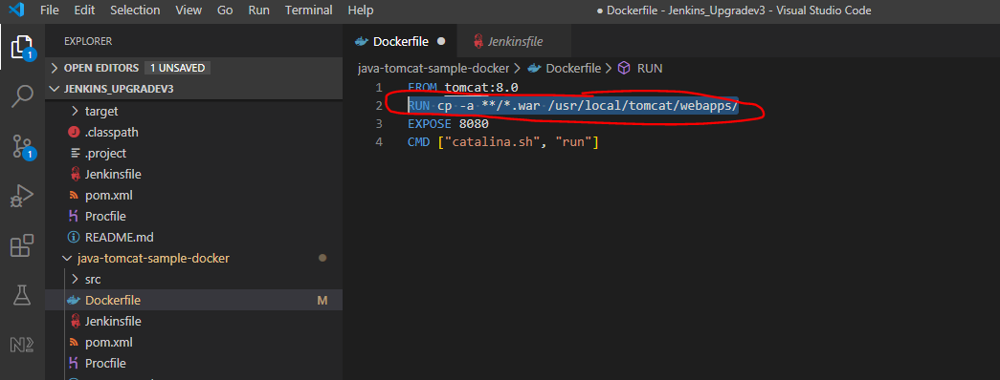 File Edit Selection View Go Run Terminal Help
● Dockerfile - Jenkins_Upgradev3 - Visual Studio Code
EXPLORER
OPEN EDITORS 1 UNSAVED
JENKINS_UPGRADEV3
target
.classpath
.project
Jenkinsfile
pom.xml
Procfile
README.md
java-tomcat-sample-docker
src
Dockerfile M
Jenkinsfile
pom.xml
Procfile
1
1
Dockerfile ●
Jenkinsfile
java-tomcat-sample-docker > Dockerfile > RUN
1 FROM tomcat:8.0
2 RUN cp -a **/*.war /usr/local/tomcat/webapps/
3 EXPOSE 8080
4 CMD ["catalina.sh", "run"]